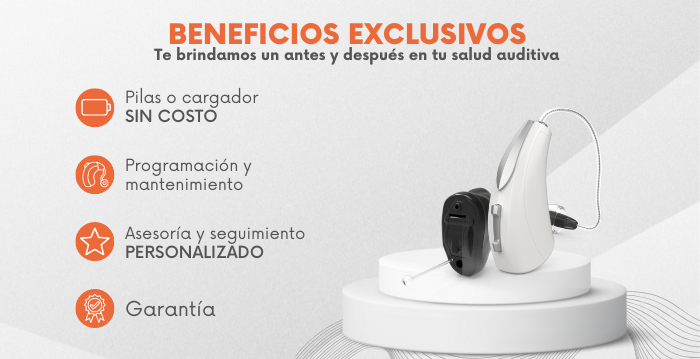 BENEFICIOS EXCLUSIVOS
Te brindamos un antes y después en tu salud auditiva
Pilas o cargador
SIN COSTO
Programación y
mantenimiento
Asesoría y seguimiento
PERSONALIZADO
Garantía